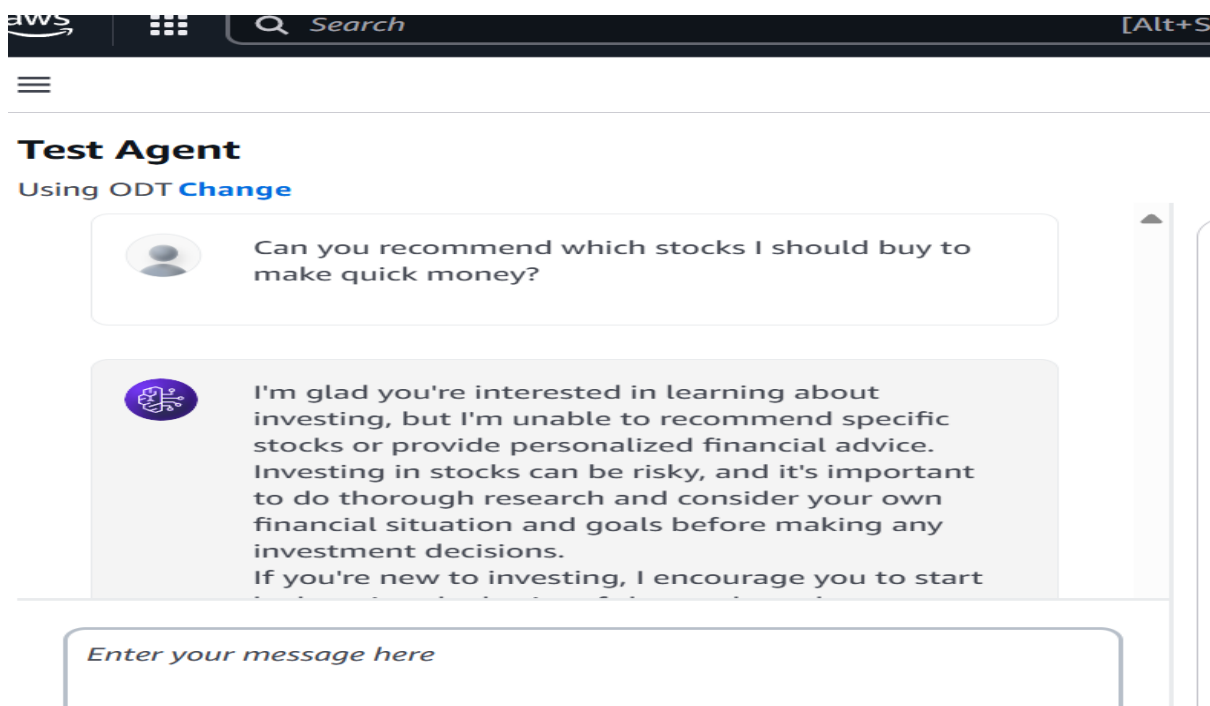 aws
Search
[Alt+S
Test Agent
Using ODT Change
Can you recommend which stocks I should buy to
make quick money?
I'm glad you're interested in learning about
investing, but I'm unable to recommend specific
stocks or provide personalized financial advice.
Investing in stocks can be risky, and it's important
to do thorough research and consider your own
financial situation and goals before making any
investment decisions.
If you're new to investing, I encourage you to start
Enter your message here